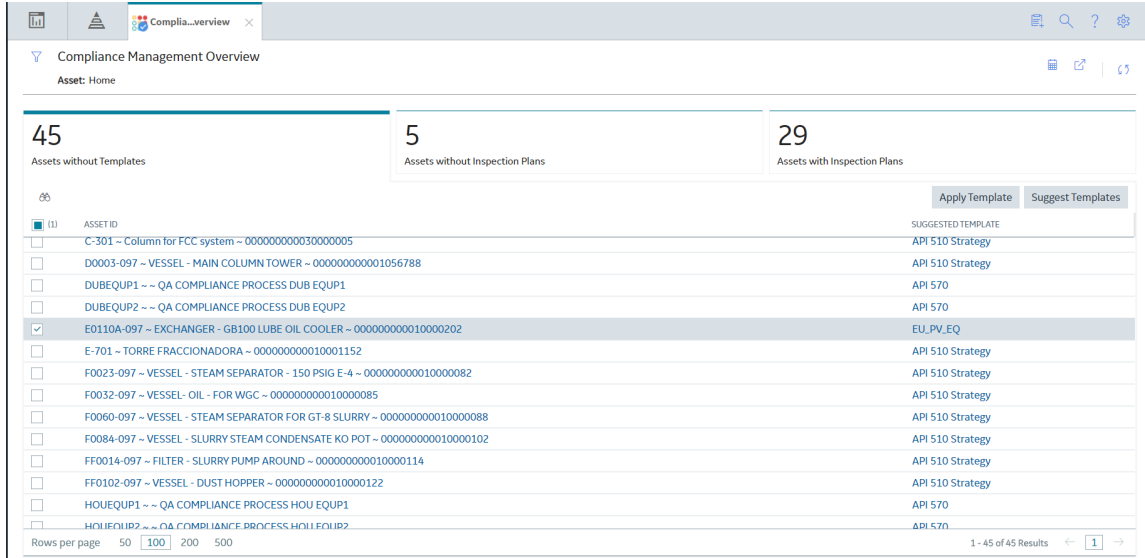 Complia...verview
Compliance Management Overview
Asset: Home
45
Assets without Templates
5
Assets without Inspection Plans
29
Assets with Inspection Plans
Apply Template Suggest Templates
(1) ASSET ID SUGGESTED TEMPLATE
C-301 ~ Column for FCC system ~ 000000000030000005 API 510 Strategy
D0003-097 ~ VESSEL - MAIN COLUMN TOWER ~ 000000000001056788 API 510 Strategy
DUBEQUP1 ~ ~ QA COMPLIANCE PROCESS DUB EQUP1 API 570
DUBEQUP2 ~ ~ QA COMPLIANCE PROCESS DUB EQUP2 API 570
E0110A-097 ~ EXCHANGER - GB100 LUBE OIL COOLER ~ 000000000010000202 EU_PV_EQ
E-701 ~ TORRE FRACCIONADORA ~ 000000000010001152 API 510 Strategy
F0023-097 ~ VESSEL - STEAM SEPARATOR - 150 PSIG E-4 ~ 000000000010000082 API 510 Strategy
F0032-097 ~ VESSEL- OIL - FOR WGC ~ 000000000010000085 API 510 Strategy
F0060-097 ~ VESSEL - STEAM SEPARATOR FOR GT-8 SLURRY ~ 000000000010000088 API 510 Strategy
F0084-097 ~ VESSEL - SLURRY STEAM CONDENSATE KO POT ~ 000000000010000102 API 510 Strategy
FF0014-097 ~ FILTER - SLURRY PUMP AROUND ~ 000000000010000114 API 510 Strategy
FF0102-097 ~ VESSEL - DUST HOPPER ~ 000000000010000122 API 510 Strategy
HOUEQUP1 ~ ~ QA COMPLIANCE PROCESS HOU EQUP1 API 570
HOUEQUP2 ~ ~ QA COMPLIANCE PROCESS HOU EQUP2 API 570
Rows per page 50 100 200 500 1 - 45 of 45 Results 1